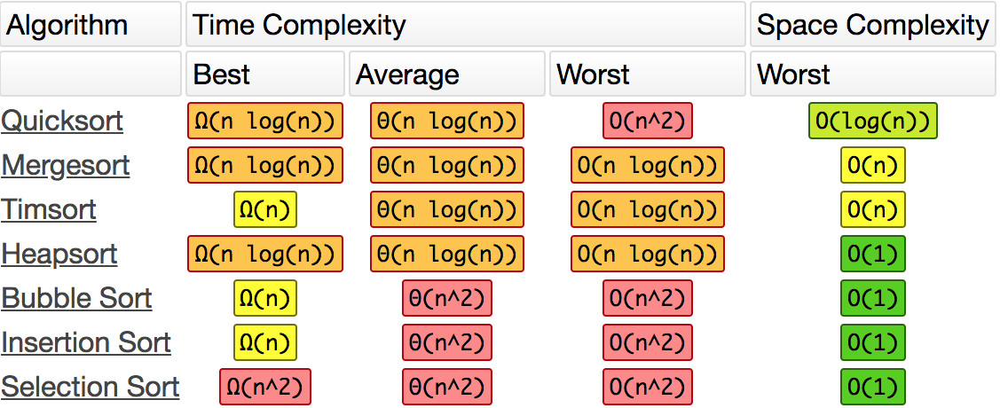 Algorithm Time Complexity Space Complexity
Best Average Worst Worst
Quicksort Ω(n log(n)) Θ(n log(n)) O(n^2) O(log(n))
Mergesort Ω(n log(n)) Θ(n log(n)) O(n log(n)) O(n)
Timsort Ω(n) Θ(n log(n)) O(n log(n)) O(n)
Heapsort Ω(n log(n)) Θ(n log(n)) O(n log(n)) O(1)
Bubble Sort Ω(n) Θ(n^2) O(n^2) O(1)
Insertion Sort Ω(n) Θ(n^2) O(n^2) O(1)
Selection Sort Ω(n^2) Θ(n^2) O(n^2) O(1)